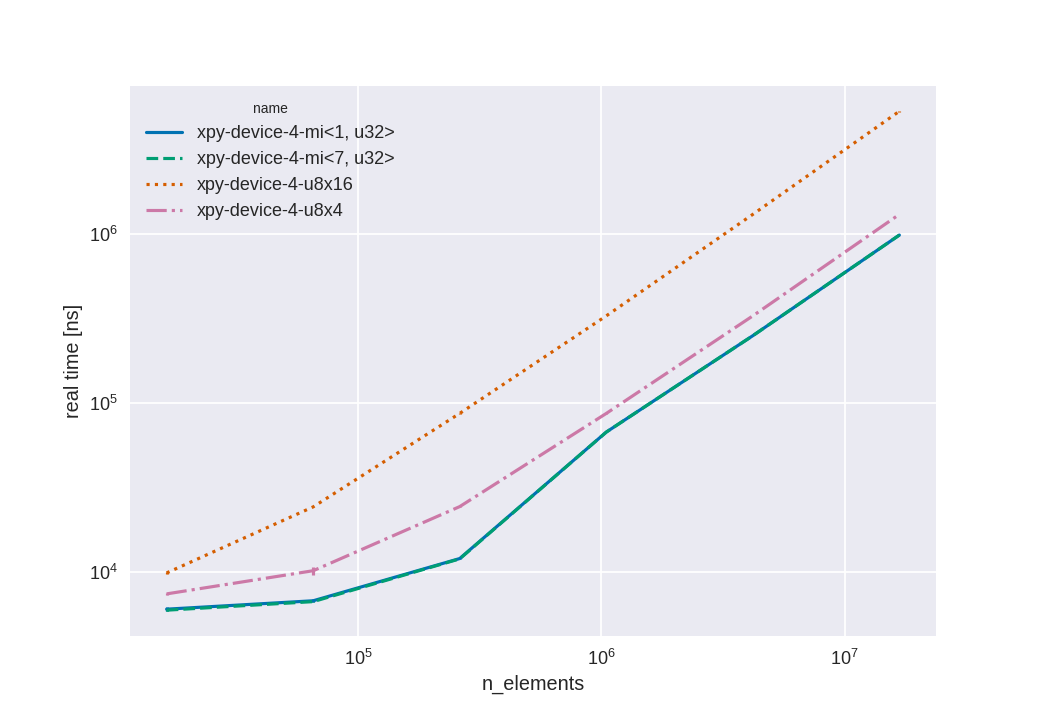 name
xpy-device-4-mi<1, u32>
xpy-device-4-mi<7, u32>
xpy-device-4-u8x16
xpy-device-4-u8x4
10⁶
10⁵
10⁴
real time [ns]
10⁵ 10⁶ 10⁷
n_elements